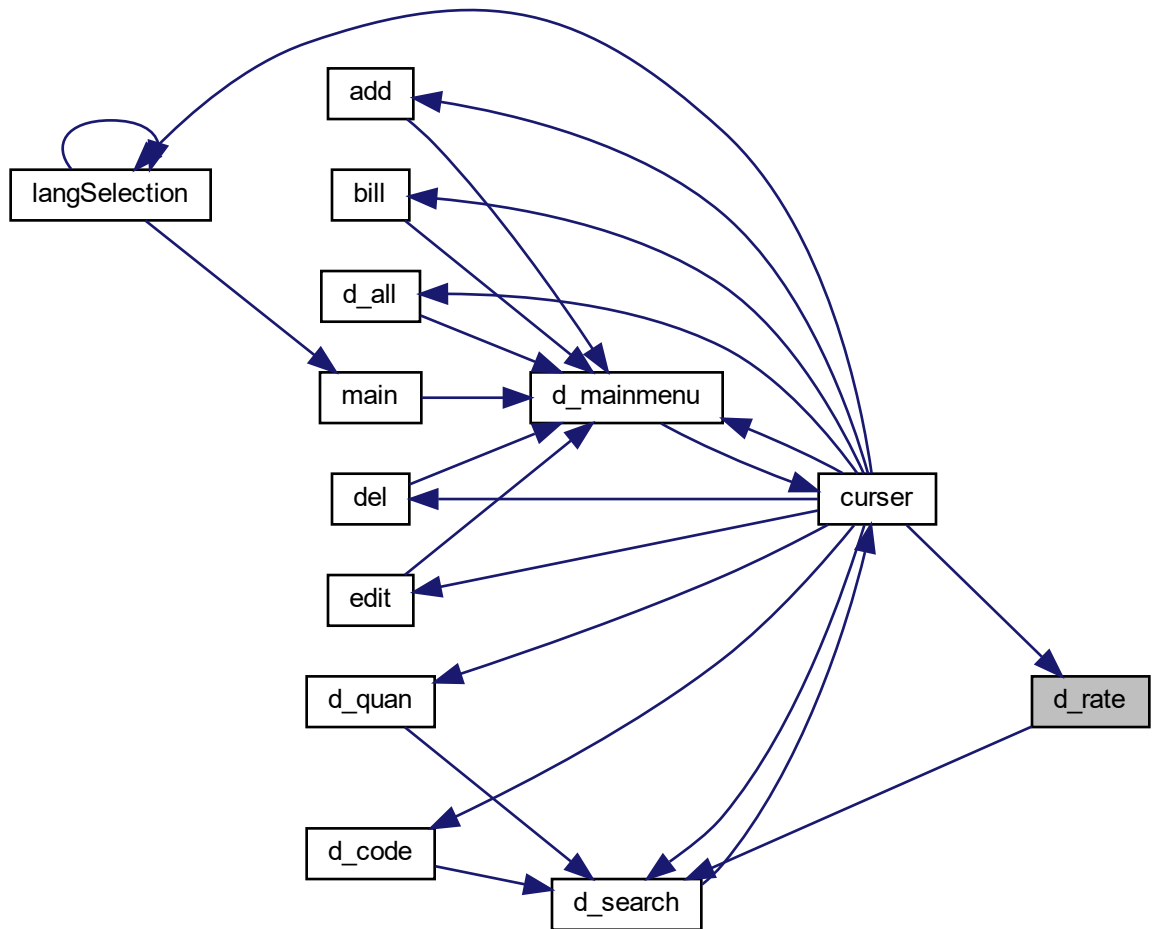 add
langSelection
bill
d_all
main
d_mainmenu
del
curser
edit
d_quan
d_rate
d_code
d_search